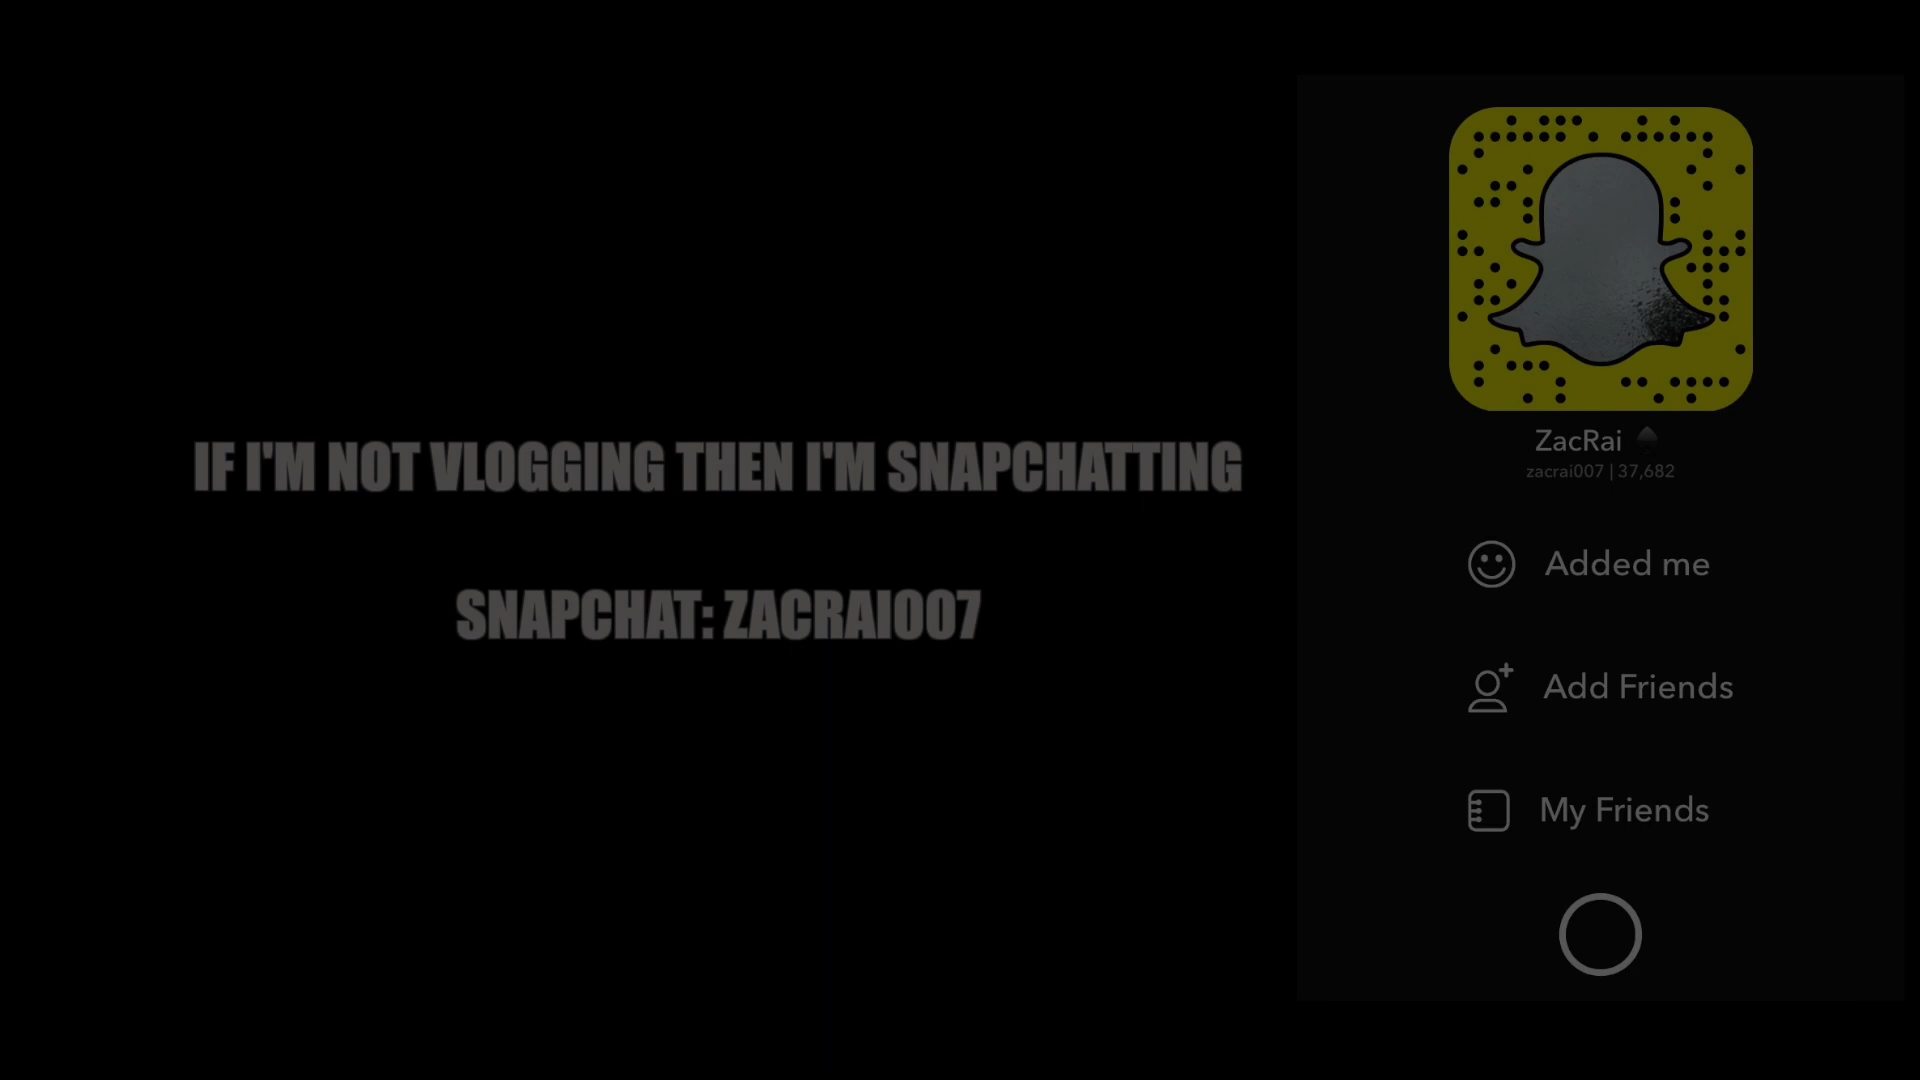 IF I'M NOT VLOGGING THEN I'M SNAPCHATTING
SNAPCHAT: ZACRAI007
ZacRai
zacrai007 | 37,682
Added me
Add Friends
My Friends